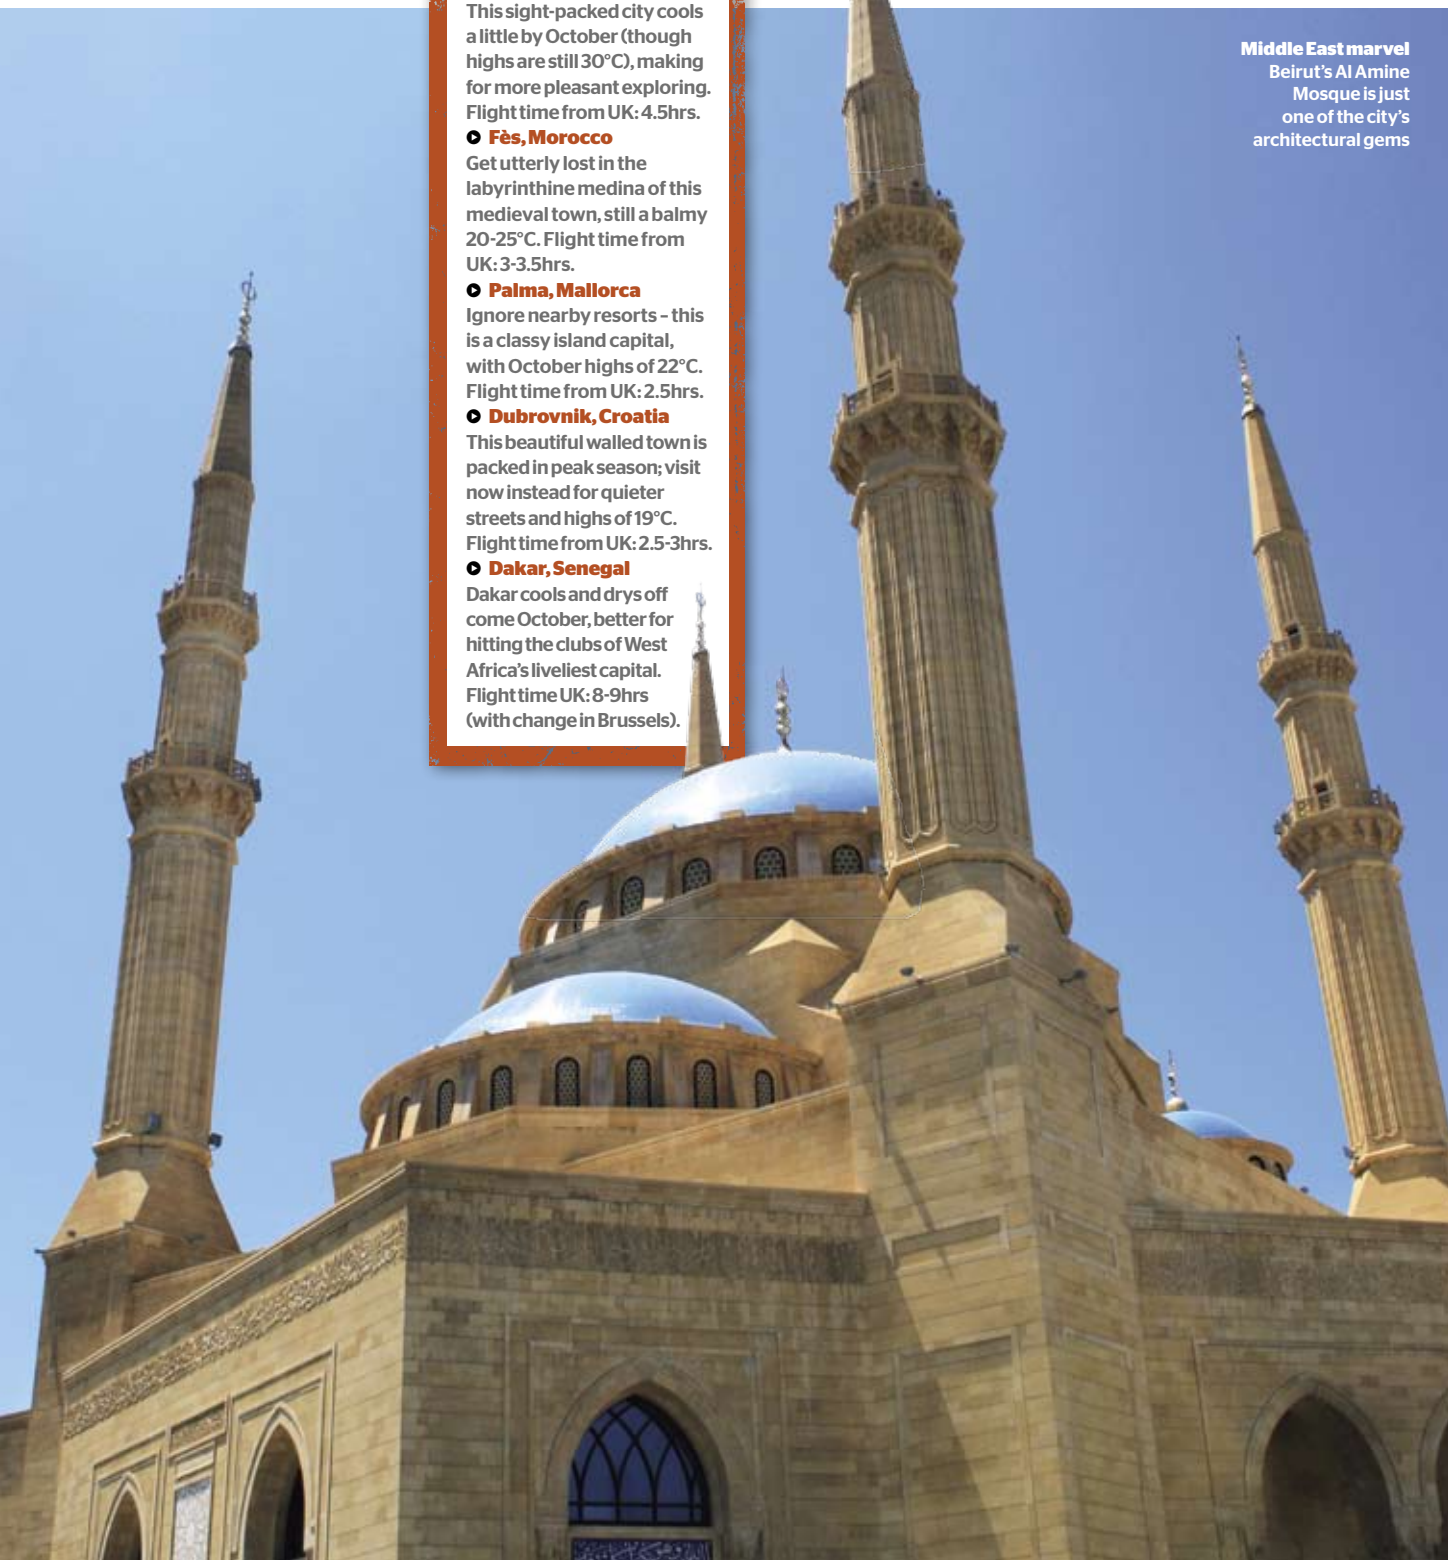 This sight-packed city cools
a little by October (though
highs are still 30°C), making
for more pleasant exploring.
Flight time from UK: 4.5hrs.
Fès, Morocco
Get utterly lost in the
labyrinthine medina of this
medieval town, still a balmy
20-25°C. Flight time from
UK: 3-3.5hrs.
Palma, Mallorca
Ignore nearby resorts – this
is a classy island capital,
with October highs of 22°C.
Flight time from UK: 2.5hrs.
Dubrovnik, Croatia
This beautiful walled town is
packed in peak season; visit
now instead for quieter
streets and highs of 19°C.
Flight time from UK: 2.5-3hrs.
Dakar, Senegal
Dakar cools and drys off
come October, better for
hitting the clubs of West
Africa's liveliest capital.
Flight time UK: 8-9hrs
(with change in Brussels).
Middle East marvel
Beirut's Al Amine
Mosque is just
one of the city's
architectural gems